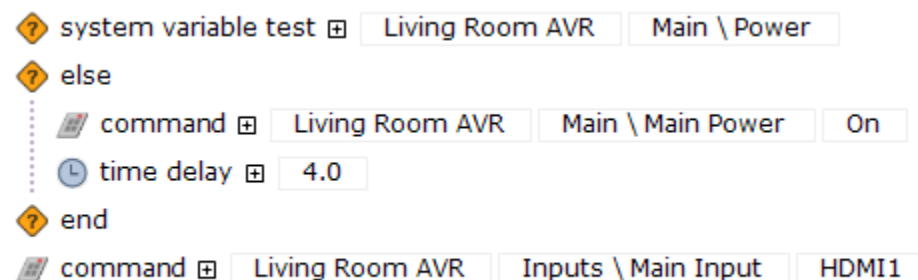 system variable test Living Room AVR Main \ Power
else
command Living Room AVR Main \ Main Power On
time delay 4.0
end
command Living Room AVR Inputs \ Main Input HDMI1